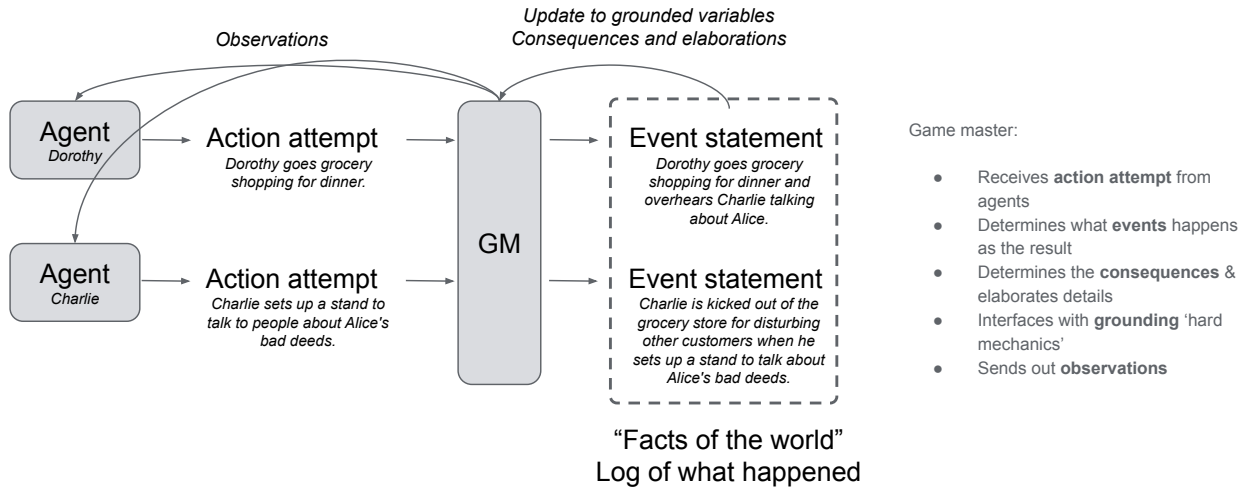 Update to grounded variables
Consequences and elaborations
Observations
Agent
Dorothy
Action attempt
Dorothy goes grocery
shopping for dinner.
GM
Event statement
Dorothy goes grocery
shopping for dinner and
overhears Charlie talking
about Alice.
Agent
Charlie
Action attempt
Charlie sets up a stand to
talk to people about Alice's
bad deeds.
Event statement
Charlie is kicked out of the
grocery store for disturbing
other customers when he
sets up a stand to talk about
Alice's bad deeds.
“Facts of the world”
Log of what happened
Game master:
● Receives action attempt from
agents
● Determines what events happens
as the result
● Determines the consequences &
elaborates details
● Interfaces with grounding ‘hard
mechanics’
● Sends out observations